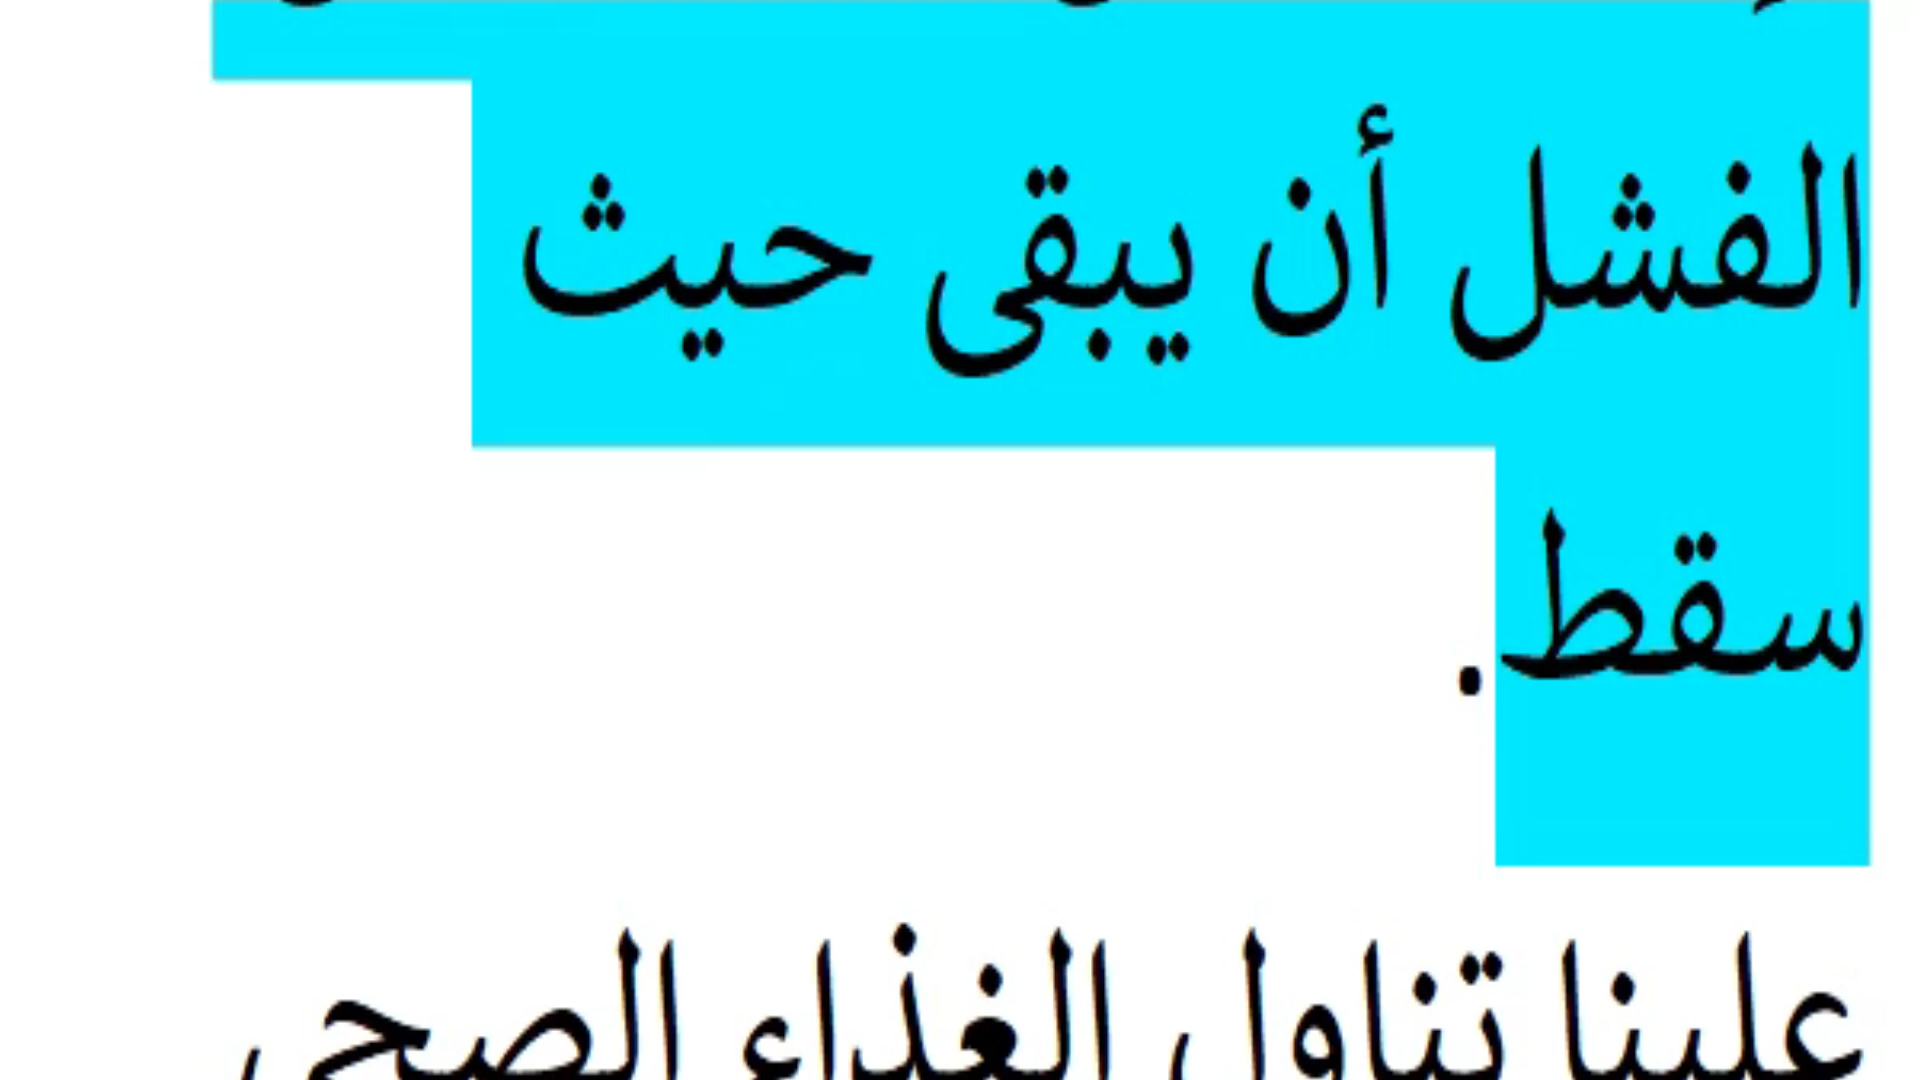 الفشل أن يبقى حيث
سقط.
علينا تناول الغذاء الصحي